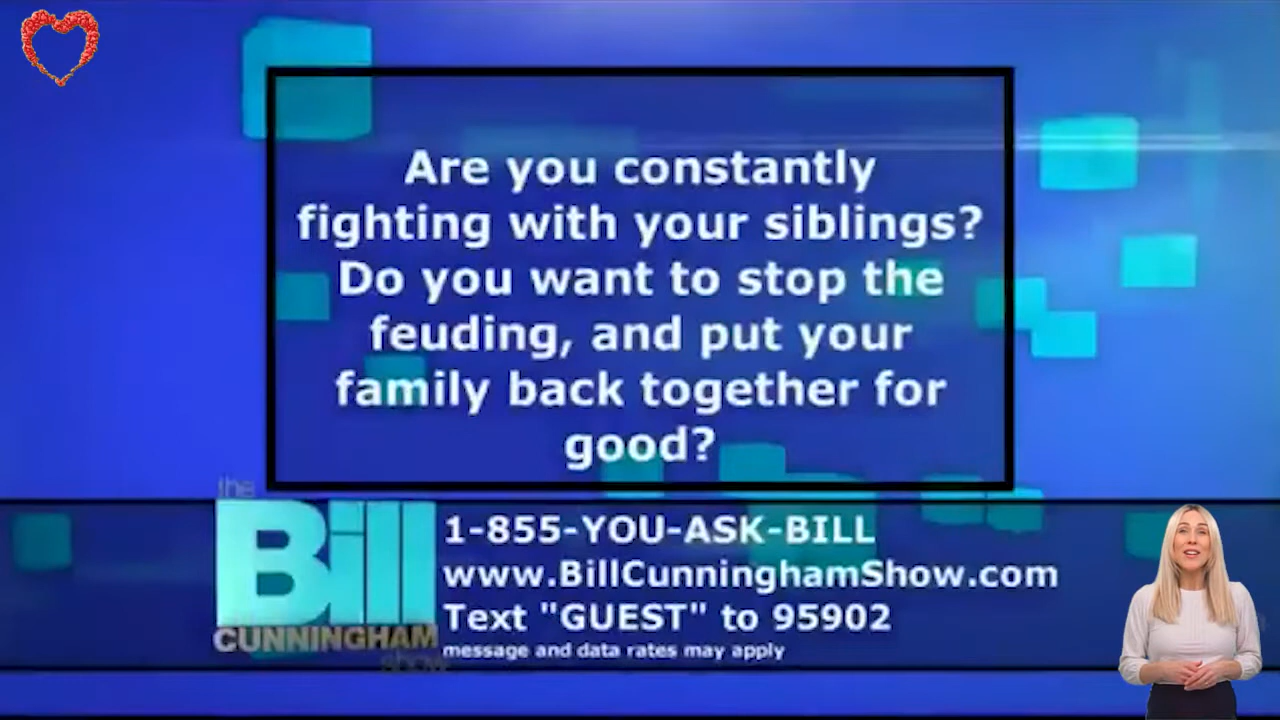 Are you constantly
fighting with your siblings?
Do you want to stop the
feuding, and put your
family back together for
good?
the
Bill
CUNNINGHAM
show
1-855-YOU-ASK-BILL
www.BillCunninghamShow.com
Text "GUEST" to 95902
message and data rates may apply